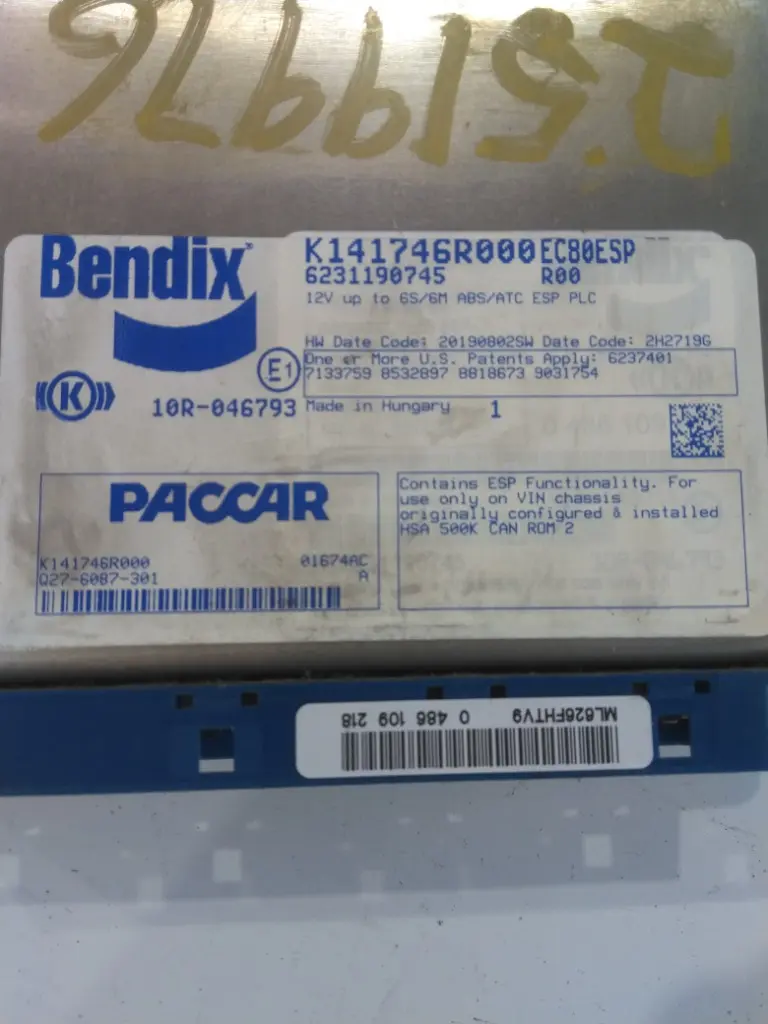 2519976
Bendix
K141746R000 EC80ESP
6231190745 R00
12V up to 6S/6M ABS/ATC ESP PLC
HW Date Code: 20190802SW Date Code: 2H2719G
One or More U.S. Patents Apply: 6237401
7133759 8532897 8818673 9031754
E1
K
10R-046793 Made in Hungary 1
PACCAR
K141746R000 01674AC
Q27-6087-301 A
Contains ESP Functionality. For
use only on VIN chassis
originally configured & installed
HSA 500K CAN ROM 2
ML626FHTV9 0 486 109 218